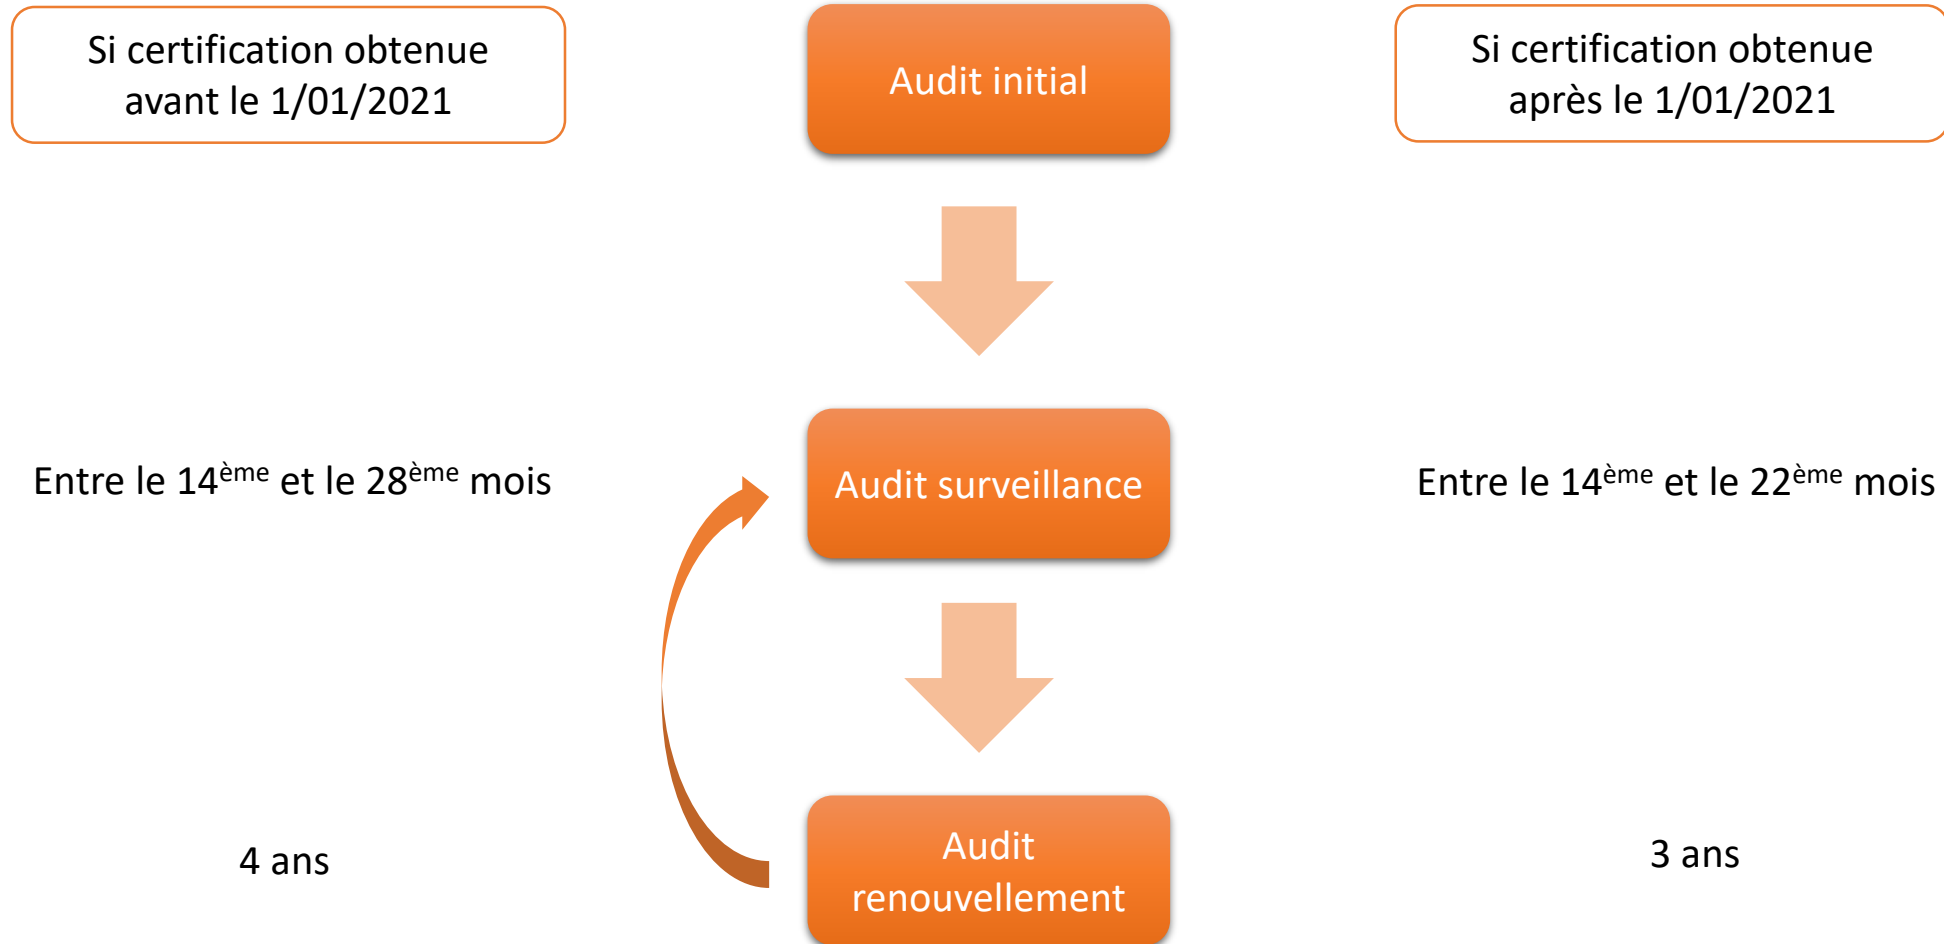 Si certification obtenue
avant le 1/01/2021
Audit initial
Si certification obtenue
après le 1/01/2021
Entre le 14ème et le 28ème mois
Audit surveillance
Entre le 14ème et le 22ème mois
4 ans
Audit
renouvellement
3 ans